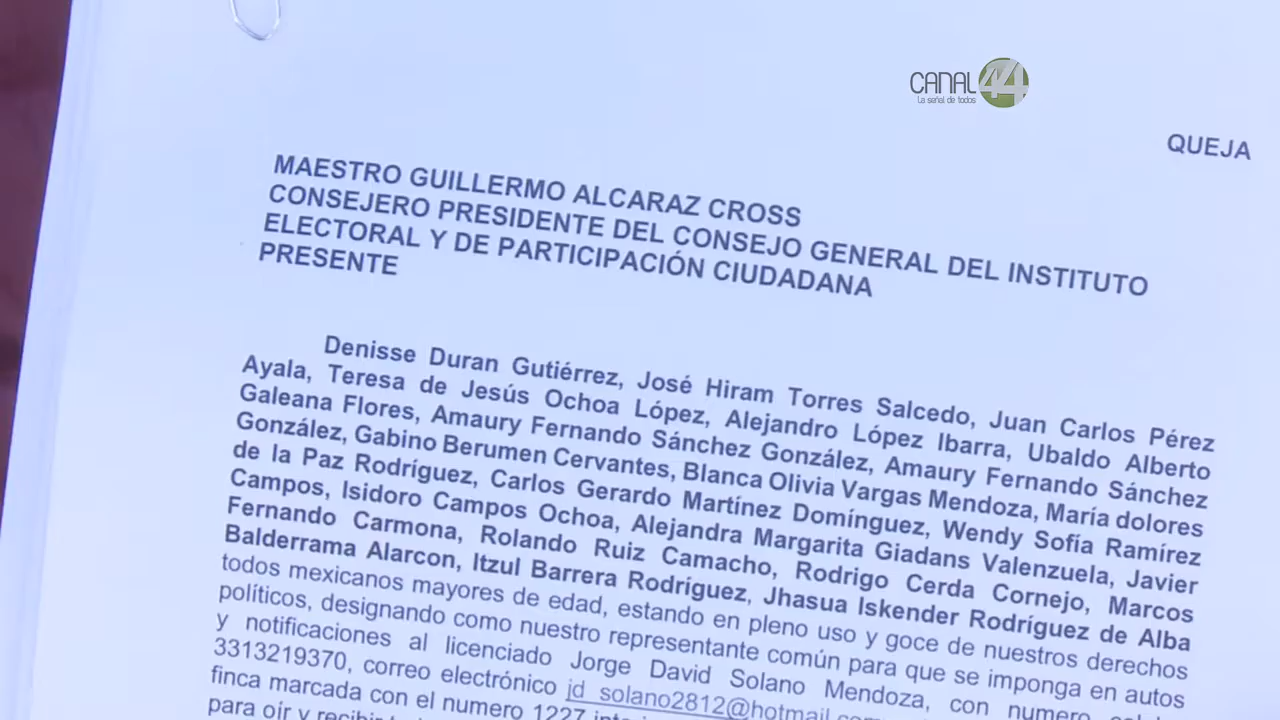 CANAL 44
La señal de todos
QUEJA
MAESTRO GUILLERMO ALCARAZ CROSS
CONSEJERO PRESIDENTE DEL CONSEJO GENERAL DEL INSTITUTO
ELECTORAL Y DE PARTICIPACIÓN CIUDADANA
PRESENTE
Denisse Duran Gutiérrez, José Hiram Torres Salcedo, Juan Carlos Pérez
Ayala, Teresa de Jesús Ochoa López, Alejandro López Ibarra, Ubaldo Alberto
Galeana Flores, Amaury Fernando Sánchez González, Amaury Fernando Sánchez
González, Gabino Berumen Cervantes, Blanca Olivia Vargas Mendoza, María dolores
de la Paz Rodríguez, Carlos Gerardo Martínez Domínguez, Wendy Sofía Ramírez
Campos, Isidoro Campos Ochoa, Alejandra Margarita Giadans Valenzuela, Javier
Fernando Carmona, Rolando Ruiz Camacho, Rodrigo Cerda Cornejo, Marcos
Balderrama Alarcon, Itzul Barrera Rodríguez, Jhasua Iskender Rodríguez de Alba
todos mexicanos mayores de edad, estando en pleno uso y goce de nuestros derechos
políticos, designando como nuestro representante común para que se imponga en autos
y notificaciones al licenciado Jorge David Solano Mendoza, con numero
3313219370, correo electrónico jd_solano2812@hotmail.com
finca marcada con el numero 1227
para oír y